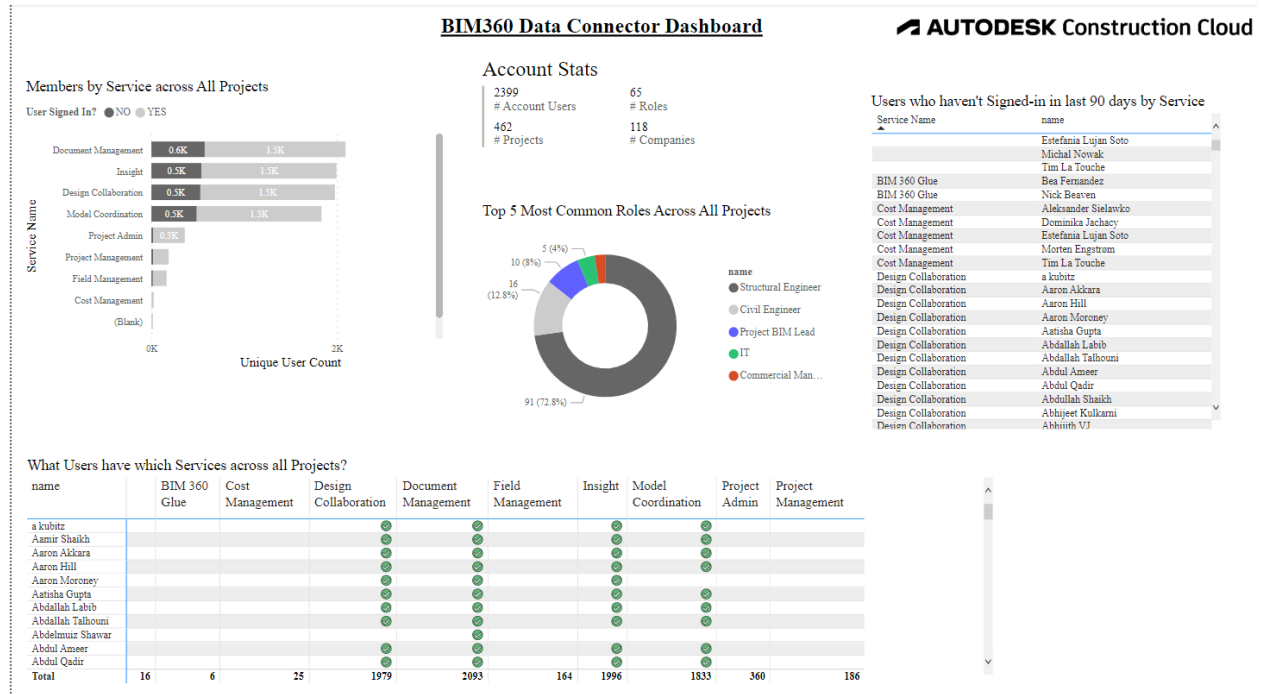 BIM360 Data Connector Dashboard
AUTODESK Construction Cloud
Members by Service across All Projects
User Signed In? NO YES
Service Name
Document Management 0.6K 1.5K
Insight 0.5K 1.5K
Design Collaboration 0.5K 1.5K
Model Coordination 0.5K 1.3K
Project Admin 0.3K
Project Management
Field Management
Cost Management
(Blank)
0K 2K
Unique User Count
Account Stats
2399 65
# Account Users # Roles
462 118
# Projects # Companies
Top 5 Most Common Roles Across All Projects
5 (4%)
10 (8%)
16
(12.8%)
91 (72.8%)
name
Structural Engineer
Civil Engineer
Project BIM Lead
IT
Commercial Man...
Users who haven't Signed-in in last 90 days by Service
Service Name name
Estefania Lujan Soto
Michal Nowak
Tim La Touche
BIM 360 Glue Bea Fernandez
BIM 360 Glue Nick Beaven
Cost Management Aleksander Sielawko
Cost Management Dominika Jachacy
Cost Management Estefania Lujan Soto
Cost Management Morten Engstrom
Cost Management Tim La Touche
Design Collaboration a kubitz
Design Collaboration Aaron Akkara
Design Collaboration Aaron Hill
Design Collaboration Aaron Moroney
Design Collaboration Aatisha Gupta
Design Collaboration Abdallah Labib
Design Collaboration Abdallah Talhouni
Design Collaboration Abdul Ameer
Design Collaboration Abdul Qadir
Design Collaboration Abdullah Shaikh
Design Collaboration Abhijeet Kulkarni
Design Collaboration Abhijith VJ
What Users have which Services across all Projects?
name BIM 360 Cost Design Document Field Insight Model Project Project
Glue Management Collaboration Management Management Coordination Admin Management
a kubitz
Aamir Shaikh
Aaron Akkara
Aaron Hill
Aaron Moroney
Aatisha Gupta
Abdallah Labib
Abdallah Talhouni
Abdelmuiz Shawar
Abdul Ameer
Abdul Qadir
Total 16 6 25 1979 2093 164 1996 1833 360 186